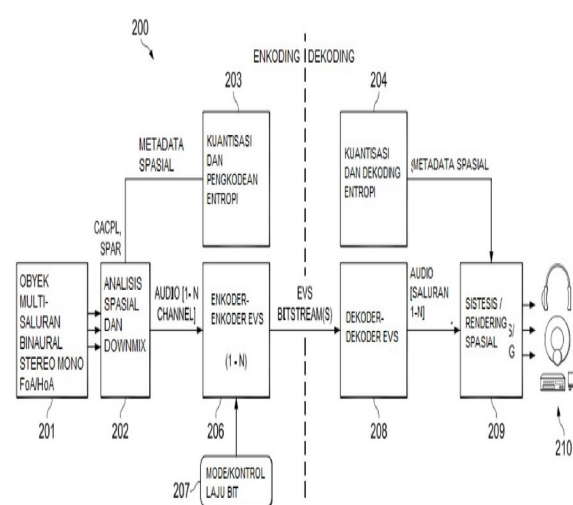 200
ENKODING
DEKODING
203
204
KUANTISASI
DAN
PENGKODEAN
ENTROPI
KUANTISASI
DAN DEKODING
ENTROPI
METADATA
SPASIAL
(METADATA SPASIAL
CACPL,
SPAR
OBYEK
MULTI-
SALURAN
BINAURAL
STEREO MONO
FoA/HoA
201
ANALISIS
SPASIAL
DAN
DOWNMIX
202
AUDIO [1- N
CHANNEL]
ENKODER-
ENKODER EVS
(1 - N)
206
EVS
BITSTREAM(S)
DEKODER-
DEKODER EVS
208
AUDIO
[SALURAN
1-N]
SISTESIS /
RENDERING
SPASIAL
209
S/
G
210
207
MODE/KONTROL
LAJU BIT